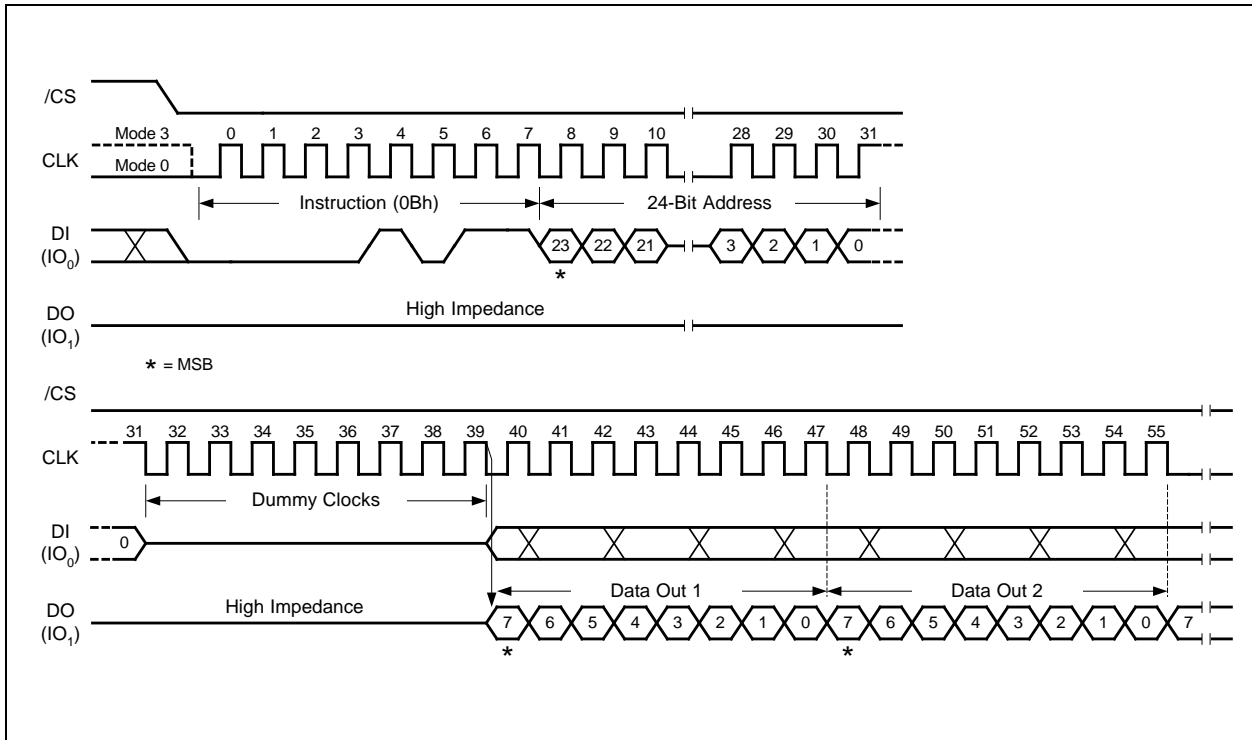 /CS
Mode 3 0 1 2 3 4 5 6 7 8 9 10 28 29 30 31
CLK Mode 0
Instruction (0Bh) 24-Bit Address
DI
(IO0) 23 22 21 3 2 1 0
*
DO High Impedance
(IO1)
* = MSB
/CS
31 32 33 34 35 36 37 38 39 40 41 42 43 44 45 46 47 48 49 50 51 52 53 54 55
CLK
Dummy Clocks
DI 0
(IO0)
Data Out 1 Data Out 2
DO High Impedance
(IO1) 7 6 5 4 3 2 1 0 7 6 5 4 3 2 1 0 7
* *